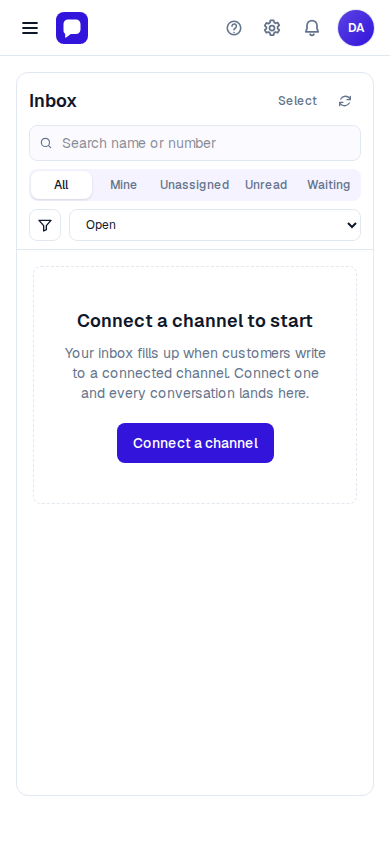 DA
Inbox
Select
Search name or number
All
Mine
Unassigned
Unread
Waiting
Open
Connect a channel to start
Your inbox fills up when customers write
to a connected channel. Connect one
and every conversation lands here.
Connect a channel